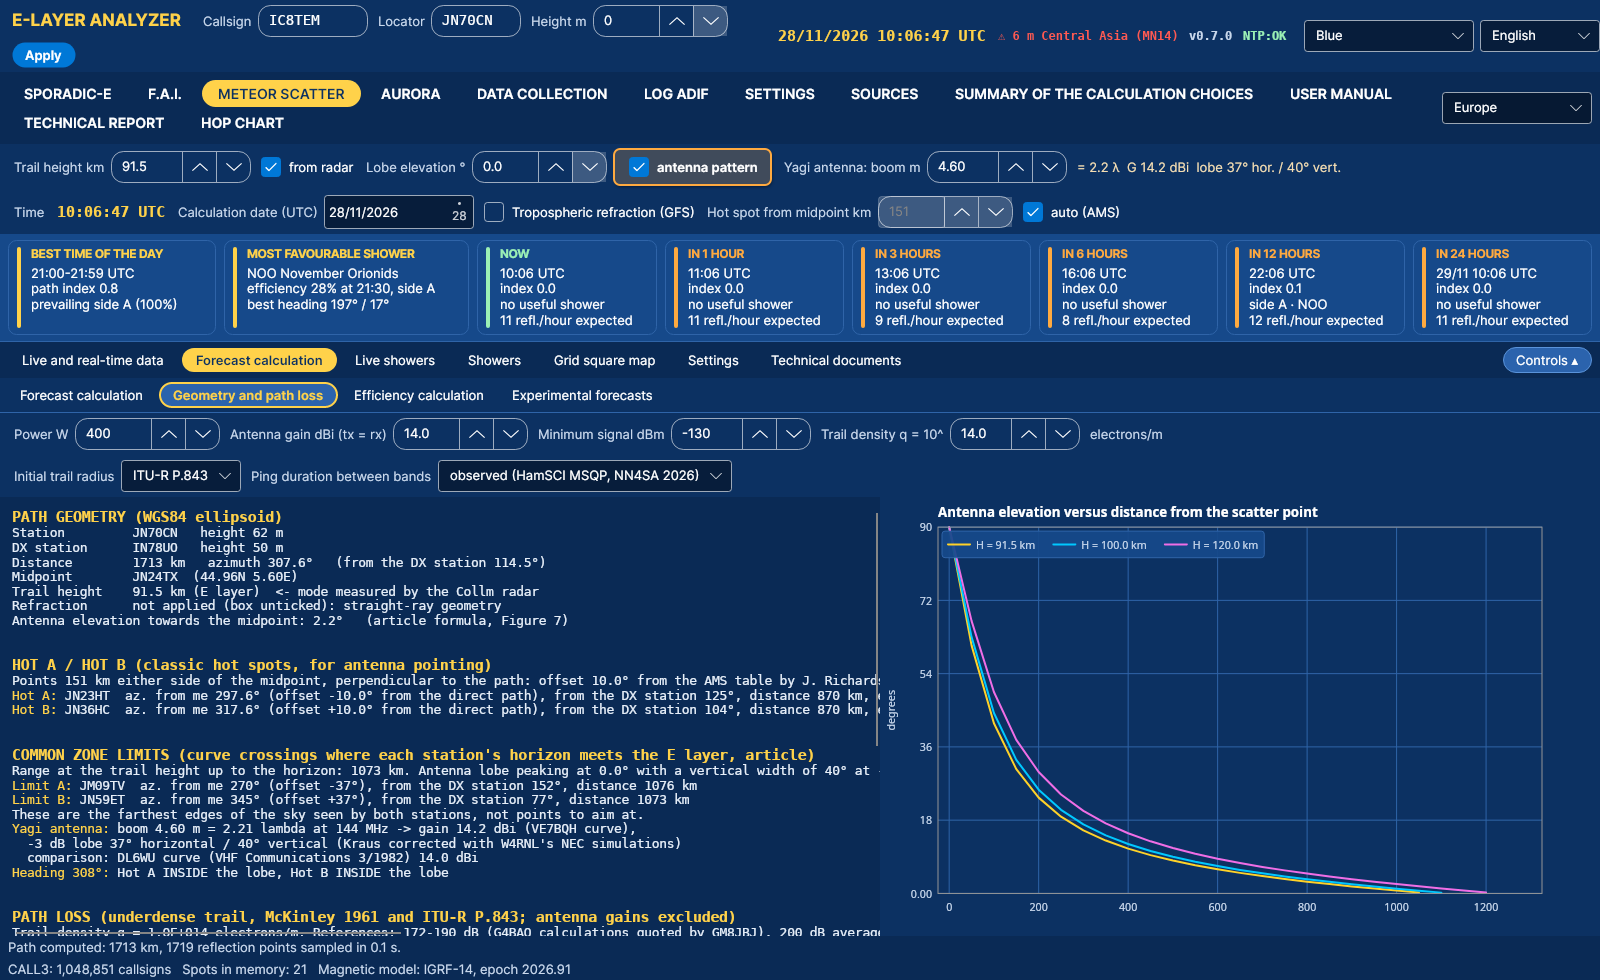 E-LAYER ANALYZER Callsign IC8TEM Locator JN70CN Height m 0
Apply
28/11/2026 10:06:47 UTC ⚠ 6 m Central Asia (MN14) v0.7.0 NTP:OK Blue English
SPORADIC-E F.A.I. METEOR SCATTER AURORA DATA COLLECTION LOG ADIF SETTINGS SOURCES SUMMARY OF THE CALCULATION CHOICES USER MANUAL
TECHNICAL REPORT HOP CHART
Europe
Trail height km 91.5 from radar Lobe elevation ° 0.0 antenna pattern Yagi antenna: boom m 4.60 = 2.2 λ G 14.2 dBi lobe 37° hor. / 40° vert.
Time 10:06:47 UTC Calculation date (UTC) 28/11/2026 28 Tropospheric refraction (GFS) Hot spot from midpoint km 151 auto (AMS)
BEST TIME OF THE DAY
21:00-21:59 UTC
path index 0.8
prevailing side A (100%)
MOST FAVOURABLE SHOWER
NOO November Orionids
efficiency 28% at 21:30, side A
best heading 197° / 17°
NOW
10:06 UTC
index 0.0
no useful shower
11 refl./hour expected
IN 1 HOUR
11:06 UTC
index 0.0
no useful shower
11 refl./hour expected
IN 3 HOURS
13:06 UTC
index 0.0
no useful shower
9 refl./hour expected
IN 6 HOURS
16:06 UTC
index 0.0
no useful shower
8 refl./hour expected
IN 12 HOURS
22:06 UTC
index 0.1
side A · NOO
12 refl./hour expected
IN 24 HOURS
29/11 10:06 UTC
index 0.0
no useful shower
11 refl./hour expected
Live and real-time data Forecast calculation Live showers Showers Grid square map Settings Technical documents Controls ▴
Forecast calculation Geometry and path loss Efficiency calculation Experimental forecasts
Power W 400 Antenna gain dBi (tx = rx) 14.0 Minimum signal dBm -130 Trail density q = 10^ 14.0 electrons/m
Initial trail radius ITU-R P.843 Ping duration between bands observed (HamSCI MSQP, NN4SA 2026)
PATH GEOMETRY (WGS84 ellipsoid)
Station JN70CN height 62 m
DX station IN78UO height 50 m
Distance 1713 km azimuth 307.6° (from the DX station 114.5°)
Midpoint JN24TX (44.96N 5.60E)
Trail height 91.5 km (E layer) <- mode measured by the Collm radar
Refraction not applied (box unticked): straight-ray geometry
Antenna elevation towards the midpoint: 2.2° (article formula, Figure 7)
HOT A / HOT B (classic hot spots, for antenna pointing)
Points 151 km either side of the midpoint, perpendicular to the path: offset 10.0° from the AMS table by J. Richards
Hot A: JN23HT az. from me 297.6° (offset -10.0° from the direct path), from the DX station 125°, distance 870 km,
Hot B: JN36HC az. from me 317.6° (offset +10.0° from the direct path), from the DX station 104°, distance 870 km,
COMMON ZONE LIMITS (curve crossings where each station's horizon meets the E layer, article)
Range at the trail height up to the horizon: 1073 km. Antenna lobe peaking at 0.0° with a vertical width of 40° at
Limit A: JM09TV az. from me 270° (offset -37°), from the DX station 152°, distance 1076 km
Limit B: JN59ET az. from me 345° (offset +37°), from the DX station 77°, distance 1073 km
These are the farthest edges of the sky seen by both stations, not points to aim at.
Yagi antenna: boom 4.60 m = 2.21 lambda at 144 MHz -> gain 14.2 dBi (VE7BQH curve),
-3 dB lobe 37° horizontal / 40° vertical (Kraus corrected with W4RNL's NEC simulations)
comparison: DL6WU curve (VHF Communications 3/1982) 14.0 dBi
Heading 308°: Hot A INSIDE the lobe, Hot B INSIDE the lobe
PATH LOSS (underdense trail, McKinley 1961 and ITU-R P.843; antenna gains excluded)
Trail density q = 1.0E+014 electrons/m. References: 172-190 dB (G4BAO calculations quoted by GM8JBJ), 200 dB average
Antenna elevation versus distance from the scatter point
H = 91.5 km H = 100.0 km H = 120.0 km
degrees
90
72
54
36
18
0.00
0 200 400 600 800 1000 1200
Path computed: 1713 km, 1719 reflection points sampled in 0.1 s.
CALL3: 1,048,851 callsigns Spots in memory: 21 Magnetic model: IGRF-14, epoch 2026.91